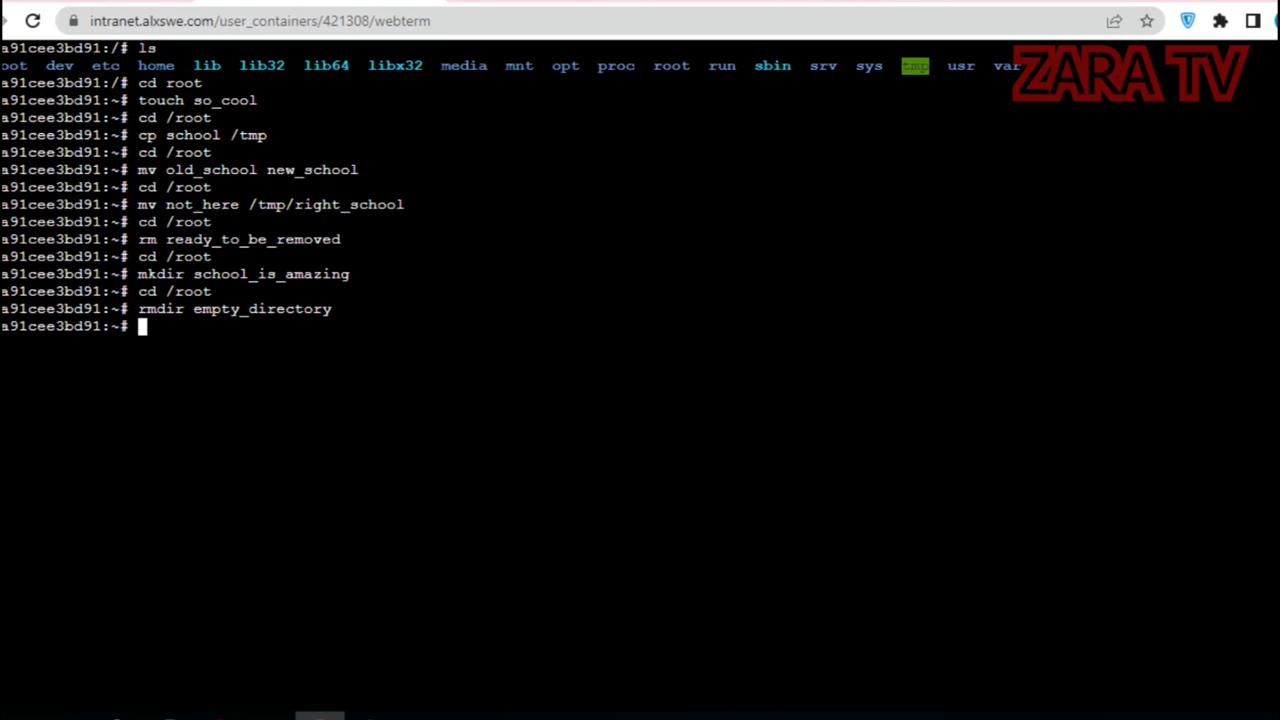 intranet.alxswe.com/user_containers/421308/webterm
a91cee3bd91:/# ls
oot dev etc home lib lib32 lib64 libx32 media mnt opt proc root run sbin srv sys tmp usr var
ZARA TV
a91cee3bd91:/# cd root
a91cee3bd91:~# touch so_cool
a91cee3bd91:~# cd /root
a91cee3bd91:~# cp school /tmp
a91cee3bd91:~# cd /root
a91cee3bd91:~# mv old_school new_school
a91cee3bd91:~# cd /root
a91cee3bd91:~# mv not_here /tmp/right_school
a91cee3bd91:~# cd /root
a91cee3bd91:~# rm ready_to_be_removed
a91cee3bd91:~# cd /root
a91cee3bd91:~# mkdir school_is_amazing
a91cee3bd91:~# cd /root
a91cee3bd91:~# rmdir empty_directory
a91cee3bd91:~#